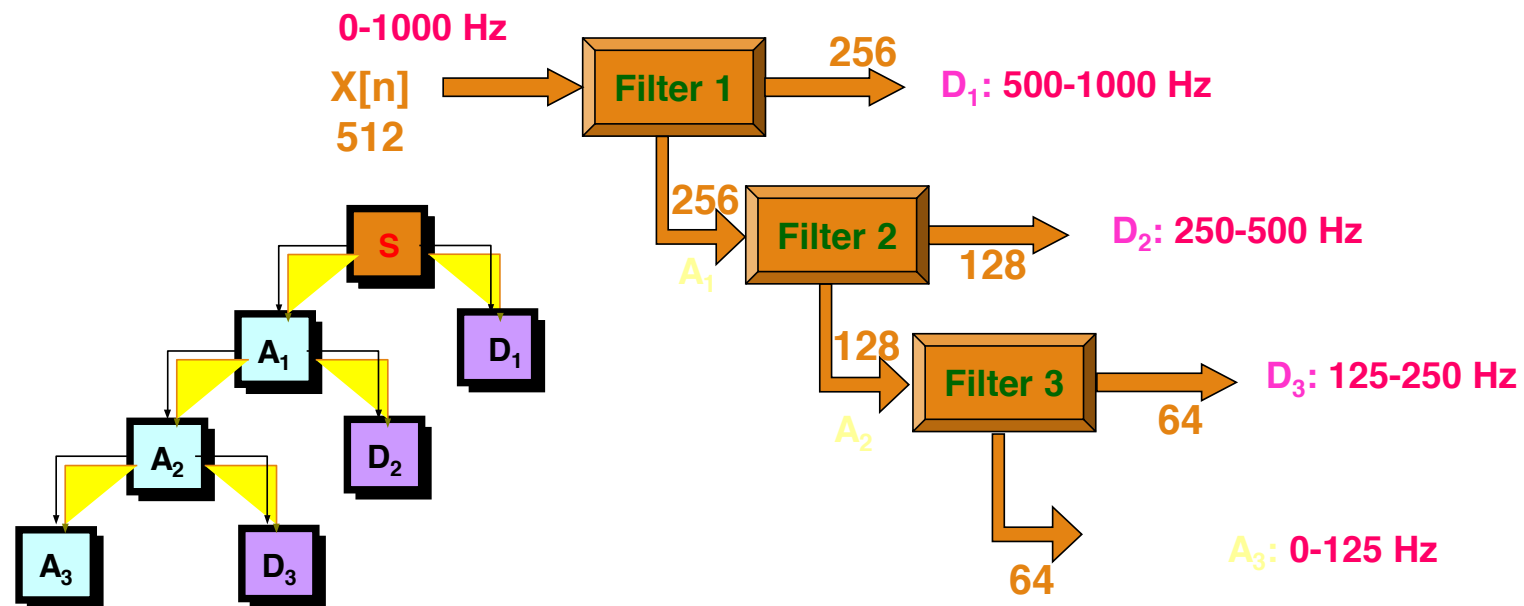 0-1000 Hz
X[n]
512
Filter 1
256
D₁: 500-1000 Hz
256
A₁
Filter 2
128
D₂: 250-500 Hz
128
A₂
Filter 3
64
D₃: 125-250 Hz
64
A₃: 0-125 Hz
S
A₁
D₁
A₂
D₂
A₃
D₃